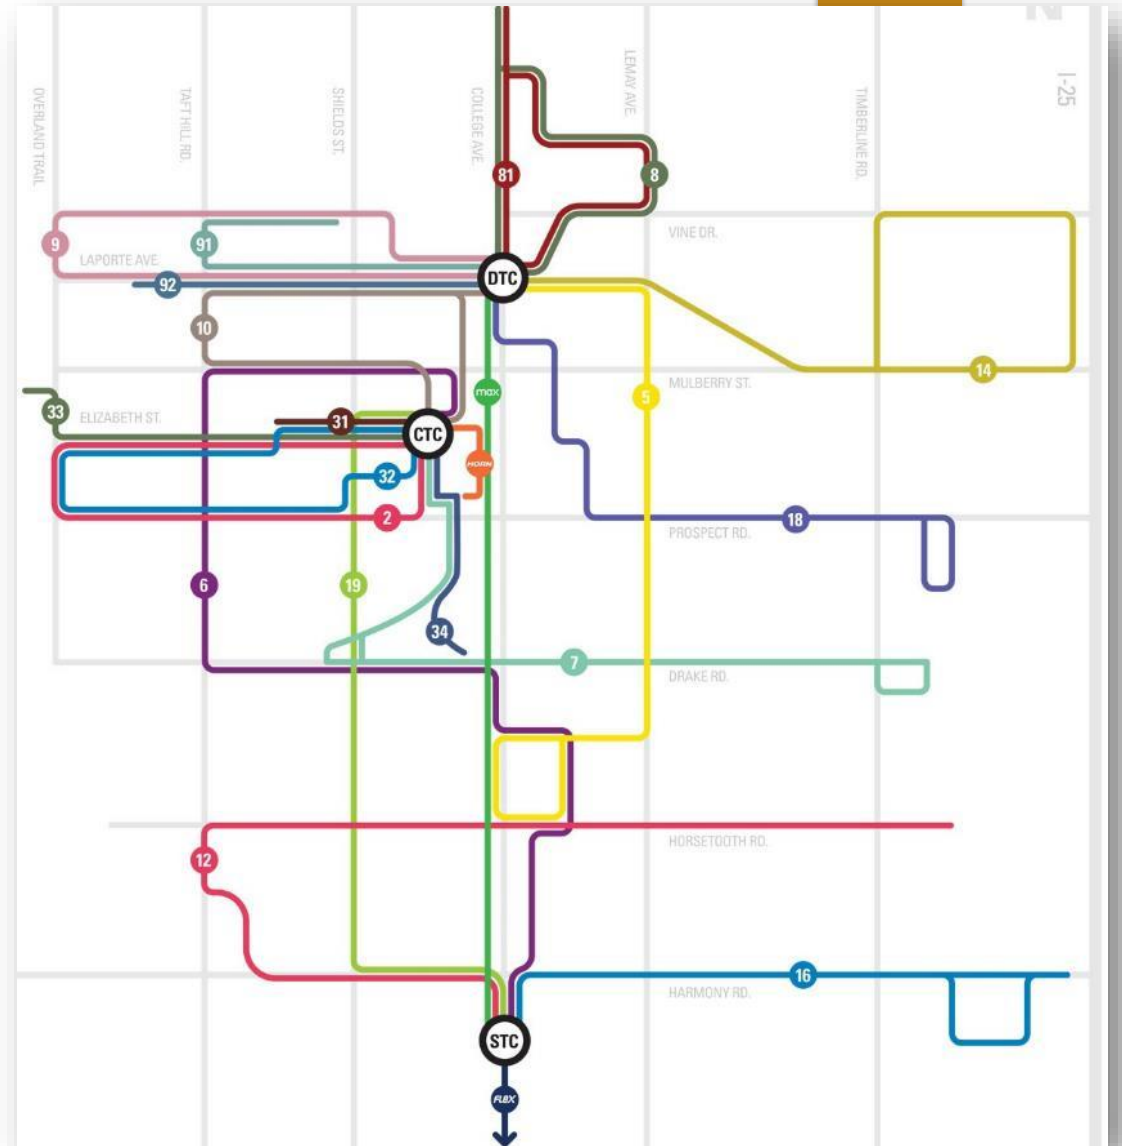 N
OVERLAND TRAIL
TAFT HILL RD.
SHIELDS ST.
COLLEGE AVE.
LEMAY AVE.
TIMBERLINE RD.
I-25
81
8
9
91
VINE DR.
LAPORTE AVE.
DTC
92
10
14
MULBERRY ST.
max
5
33
ELIZABETH ST.
31
CTC
HORN
32
2
18
PROSPECT RD.
6
19
34
7
DRAKE RD.
HORSETOOTH RD.
12
16
HARMONY RD.
STC
FLEX